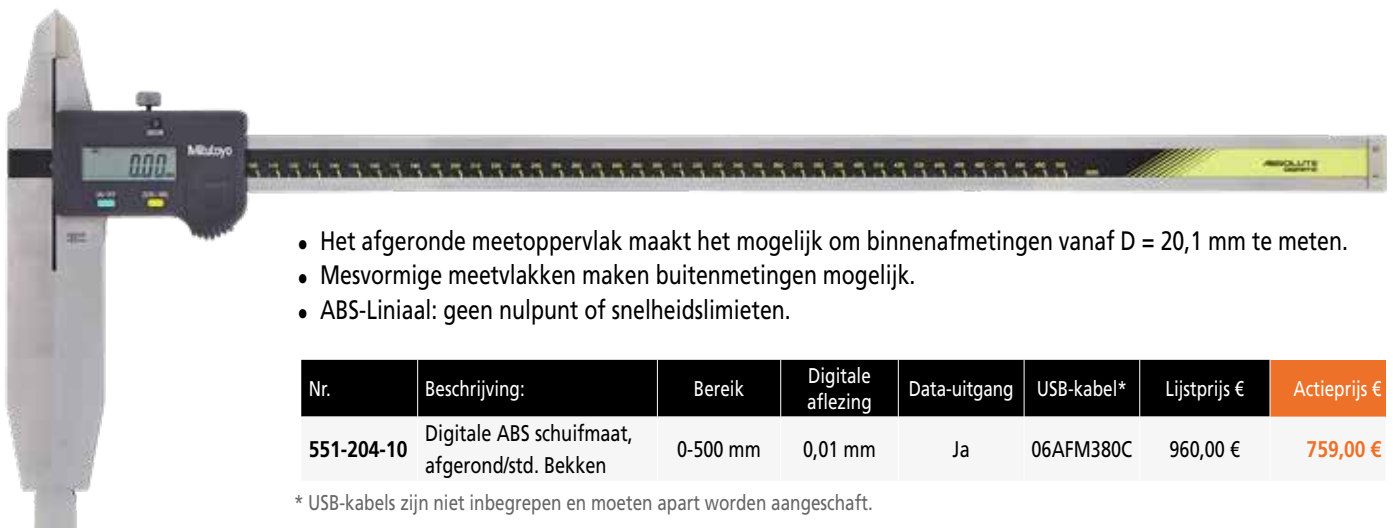 Mitutoyo
0.00
ABSOLUTE
• Het afgeronde meetoppervlak maakt het mogelijk om binnenafmetingen vanaf D = 20,1 mm te meten.
• Mesvormige meetvlakken maken buitenmetingen mogelijk.
• ABS-Liniaal: geen nulpunt of snelheidslimieten.
Nr. Beschrijving: Bereik Digitale aflezing Data-uitgang USB-kabel* Lijstprijs € Actieprijs €
551-204-10 Digitale ABS schuifmaat, afgerond/std. Bekken 0-500 mm 0,01 mm Ja 06AFM380C 960,00 € 759,00 €
* USB-kabels zijn niet inbegrepen en moeten apart worden aangeschaft.